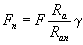 Fₙ = F Rₐ / Rₐₙ γ